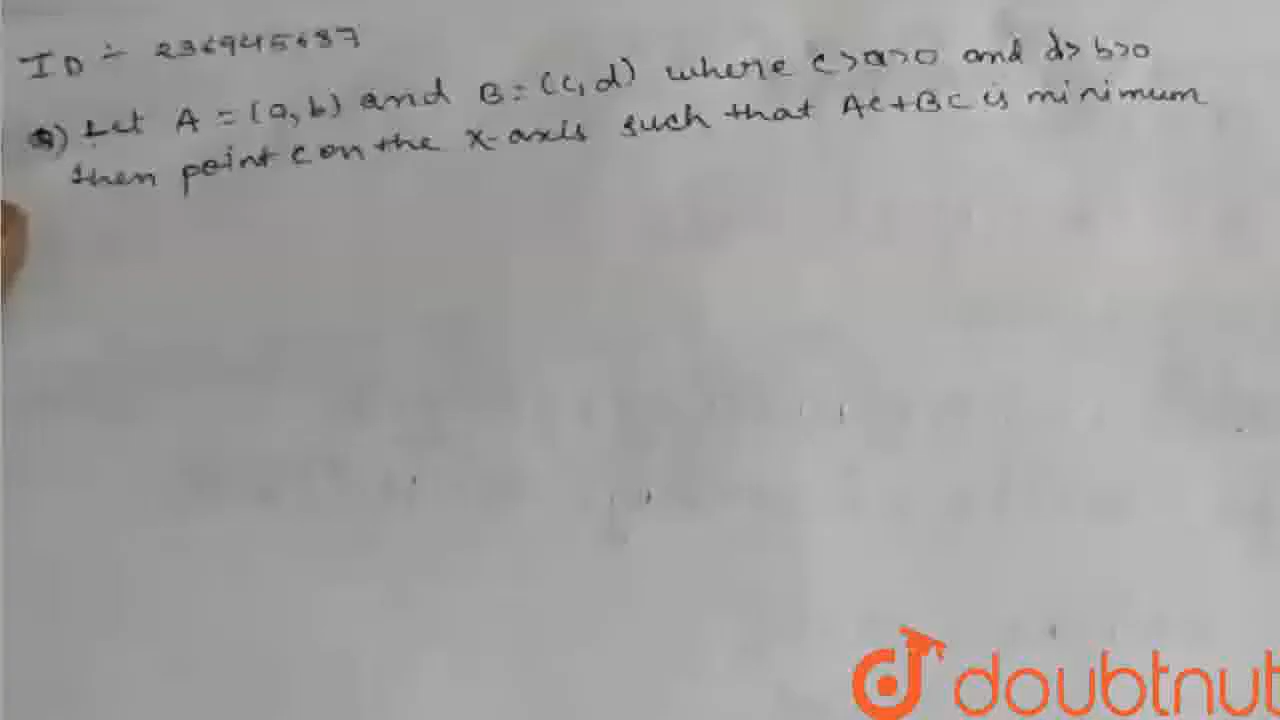 ID ÷ 236945687
Q) Let A = (a, b) and B = (c, d) where c > a > 0 and d > b > 0
then point C on the x-axis such that AC + BC is minimum
doubtnut